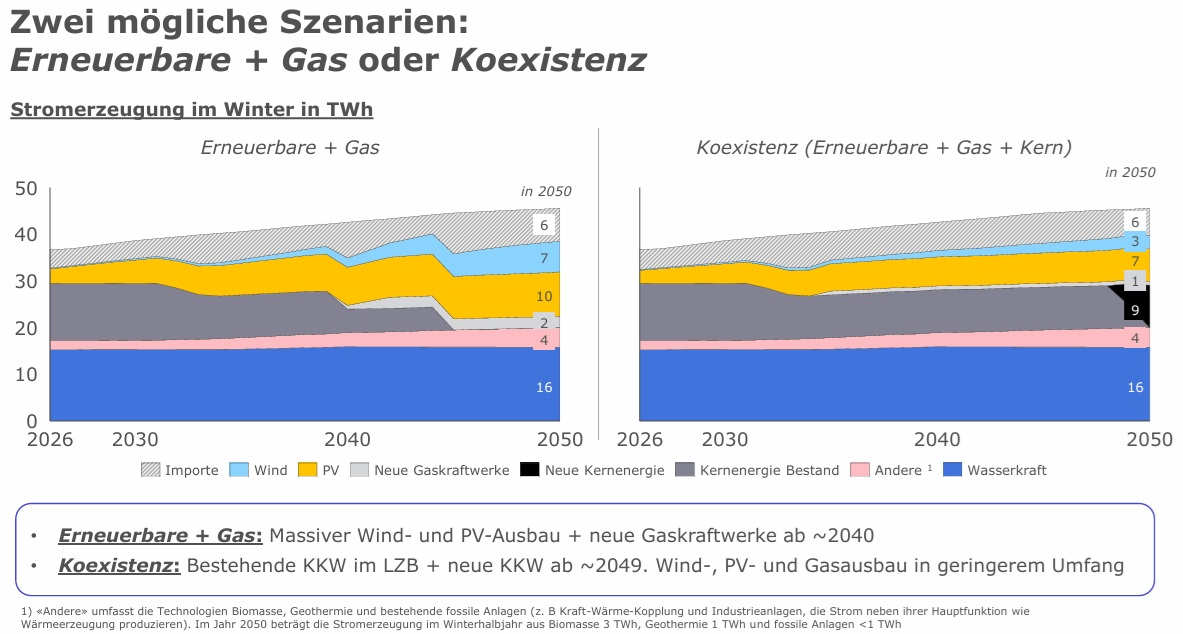 Zwei mögliche Szenarien:
Erneuerbare + Gas oder Koexistenz
Stromerzeugung im Winter in TWh
Erneuerbare + Gas
in 2050
50
40
30
20
10
0
6
7
10
2
4
16
2026
2030
2040
2050
Koexistenz (Erneuerbare + Gas + Kern)
in 2050
6
3
7
1
9
4
16
2026
2030
2040
2050
Importe Wind PV Neue Gaskraftwerke Neue Kernenergie Kernenergie Bestand Andere ¹ Wasserkraft
• Erneuerbare + Gas: Massiver Wind- und PV-Ausbau + neue Gaskraftwerke ab ~2040
• Koexistenz: Bestehende KKW im LZB + neue KKW ab ~2049. Wind-, PV- und Gasausbau in geringerem Umfang
1) «Andere» umfasst die Technologien Biomasse, Geothermie und bestehende fossile Anlagen (z. B Kraft-Wärme-Kopplung und Industrieanlagen, die Strom neben ihrer Hauptfunktion wie
Wärmeerzeugung produzieren). Im Jahr 2050 beträgt die Stromerzeugung im Winterhalbjahr aus Biomasse 3 TWh, Geothermie 1 TWh und fossile Anlagen <1 TWh